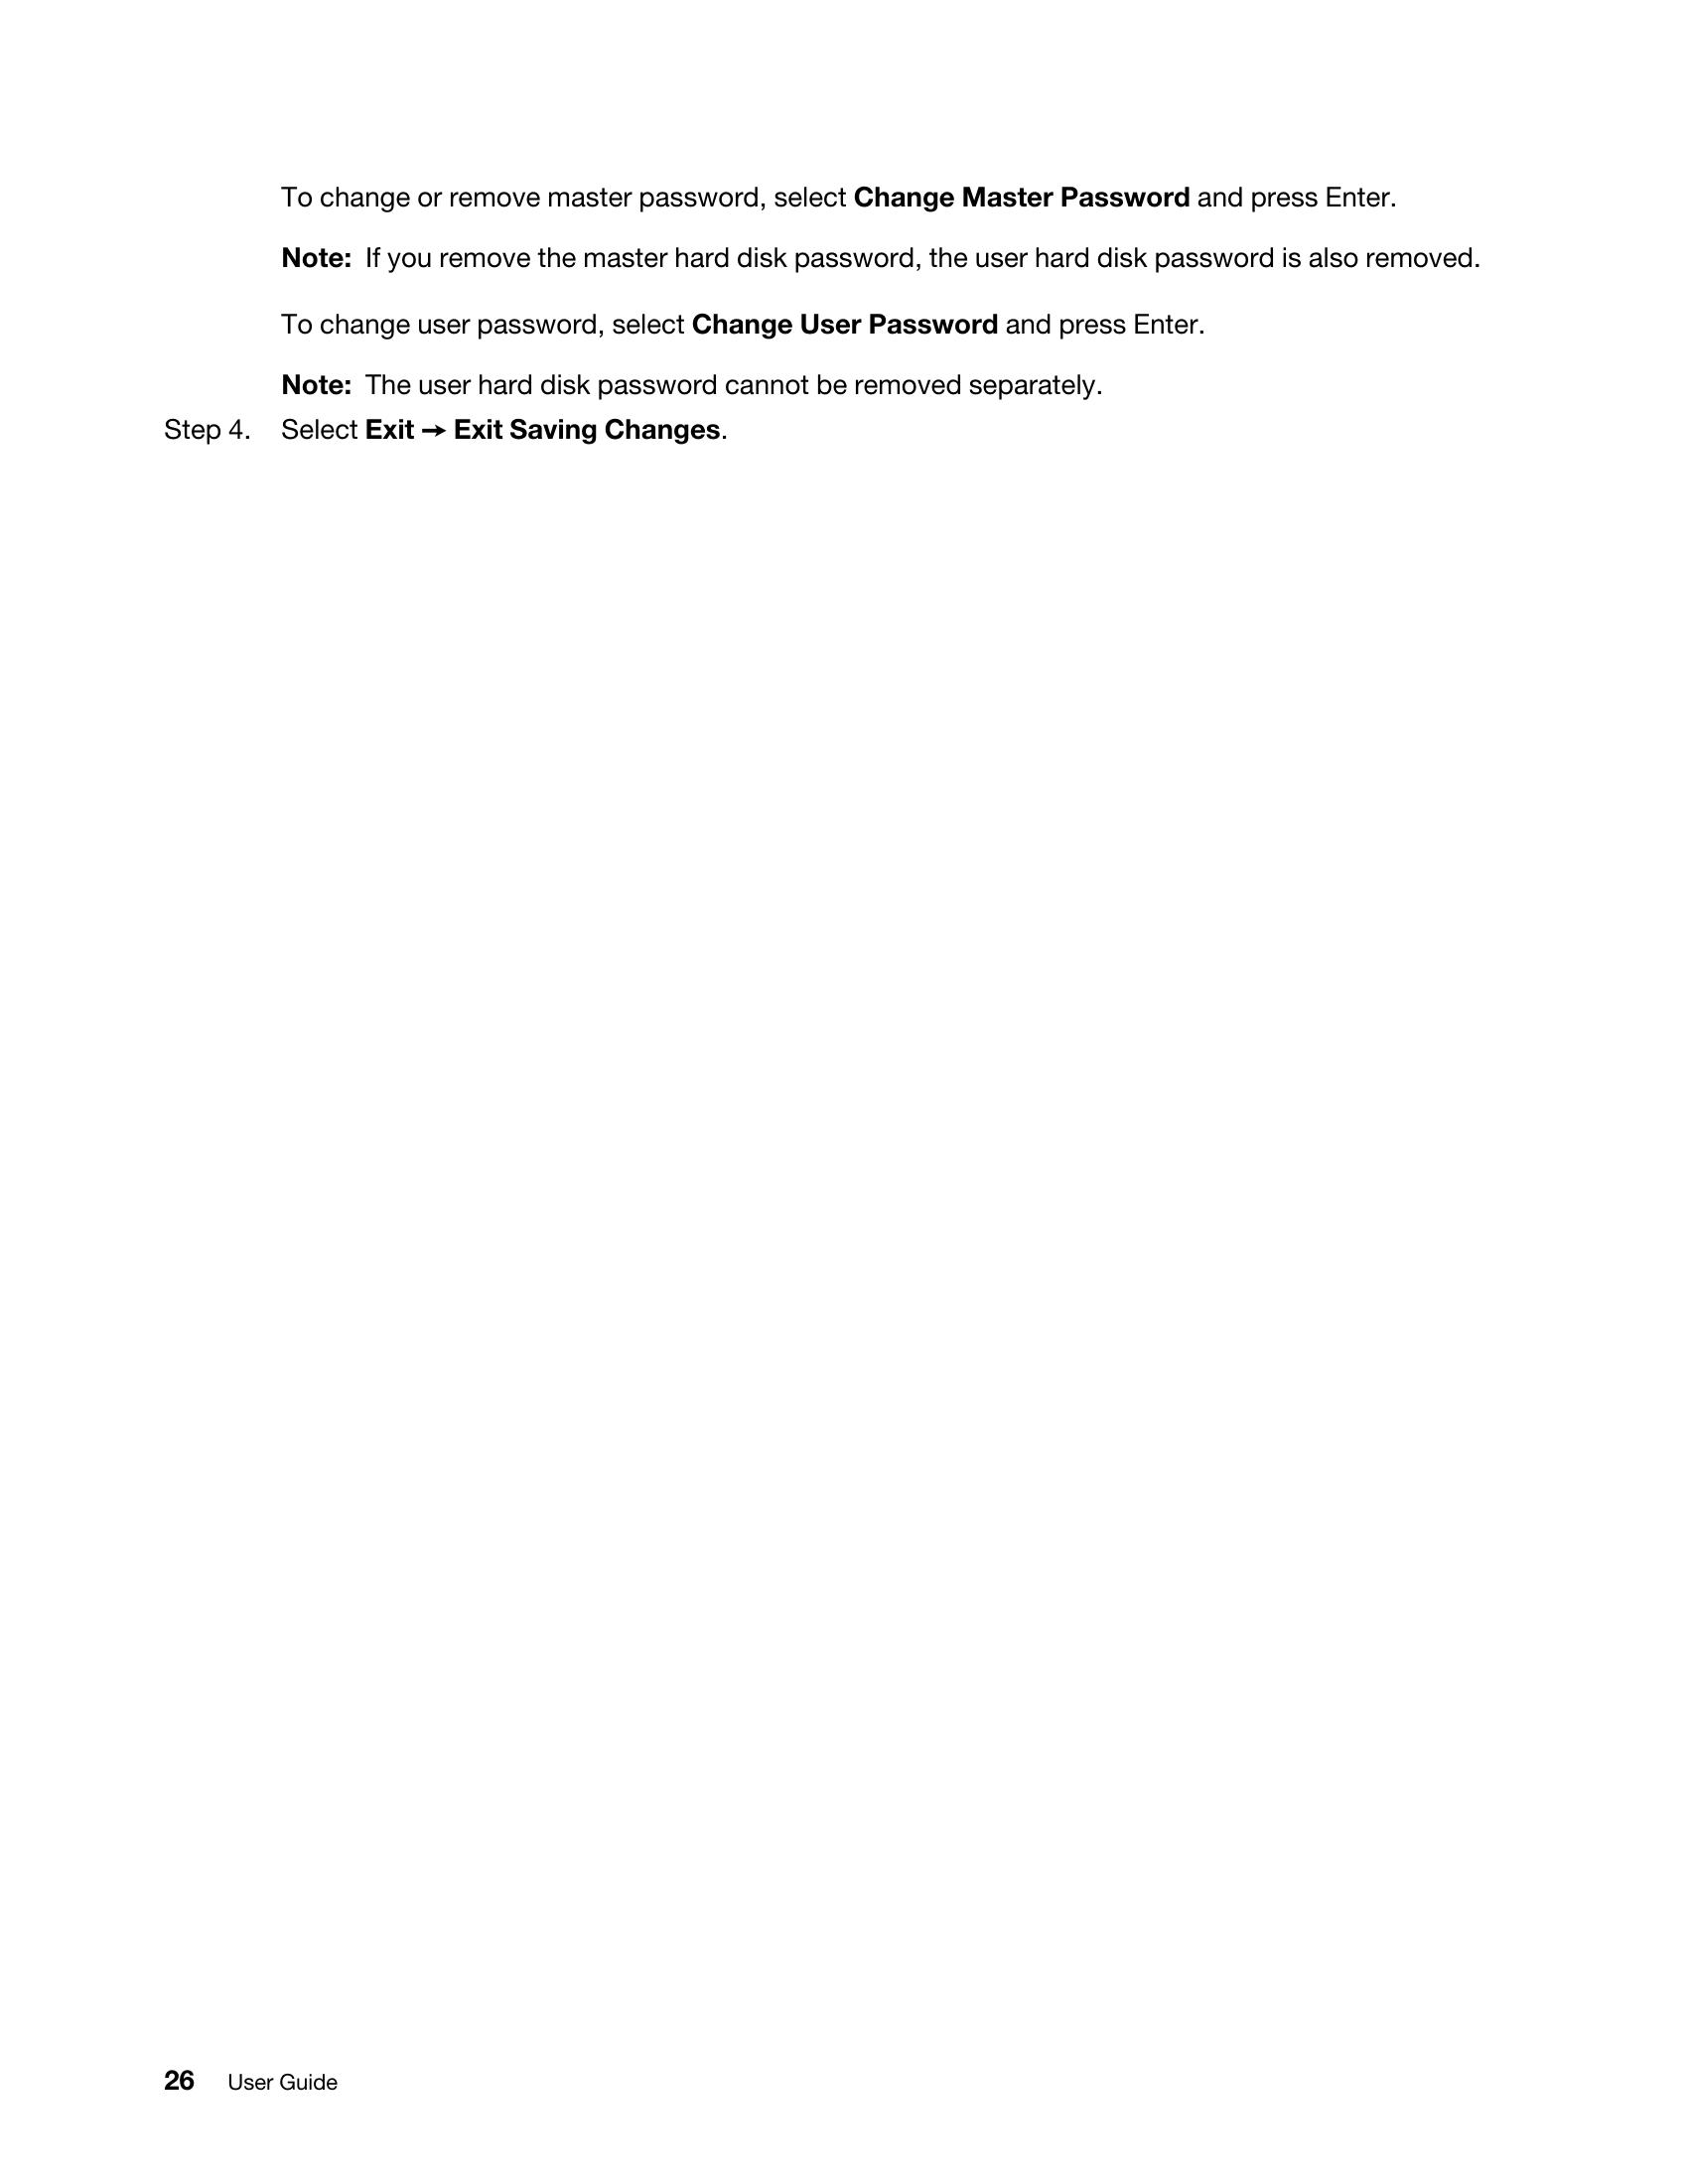 To change or remove master password, select Change Master Password and press Enter.
Note: If you remove the master hard disk password, the user hard disk password is also removed.
To change user password, select Change User Password and press Enter.
Note: The user hard disk password cannot be removed separately.
Step 4. Select Exit → Exit Saving Changes.
26 User Guide